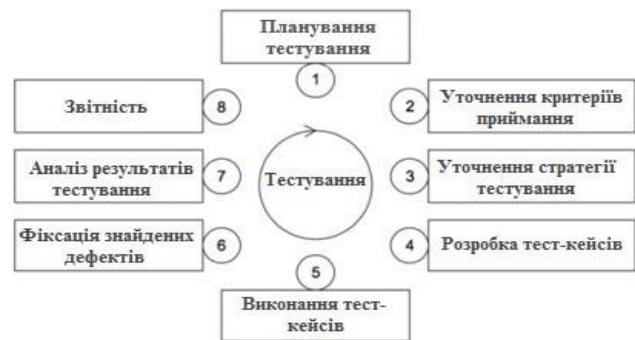 Планування
тестування
1
2
Уточнення критеріїв
приймання
3
Уточнення стратегії
тестування
4
Розробка тест-кейсів
5
Виконання тест-
кейсів
6
Фіксація знайдених
дефектів
7
Аналіз результатів
тестування
8
Звітність
Тестування